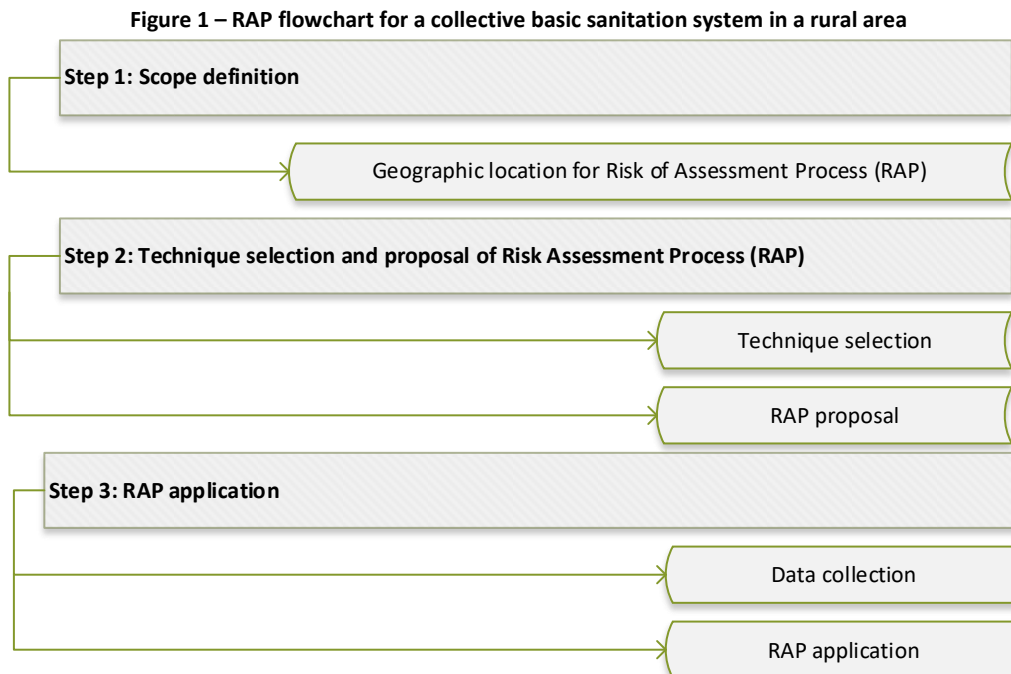 Figure 1 – RAP flowchart for a collective basic sanitation system in a rural area
Step 1: Scope definition
Geographic location for Risk of Assessment Process (RAP)
Step 2: Technique selection and proposal of Risk Assessment Process (RAP)
Technique selection
RAP proposal
Step 3: RAP application
Data collection
RAP application